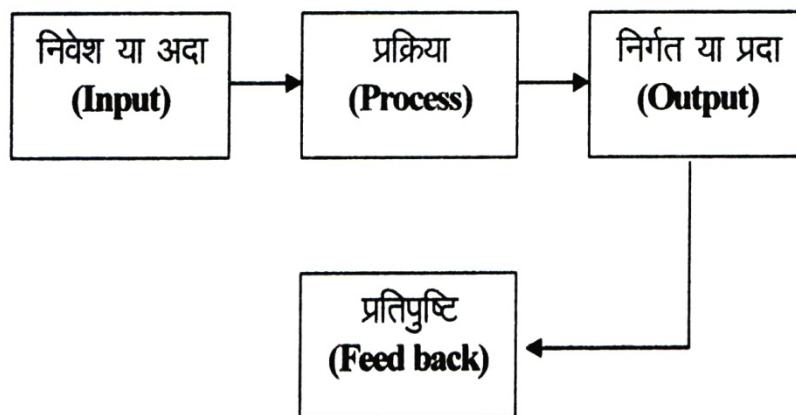 निवेश या अदा
(Input)
प्रक्रिया
(Process)
निर्गत या प्रदा
(Output)
प्रतिपुष्टि
(Feed back)